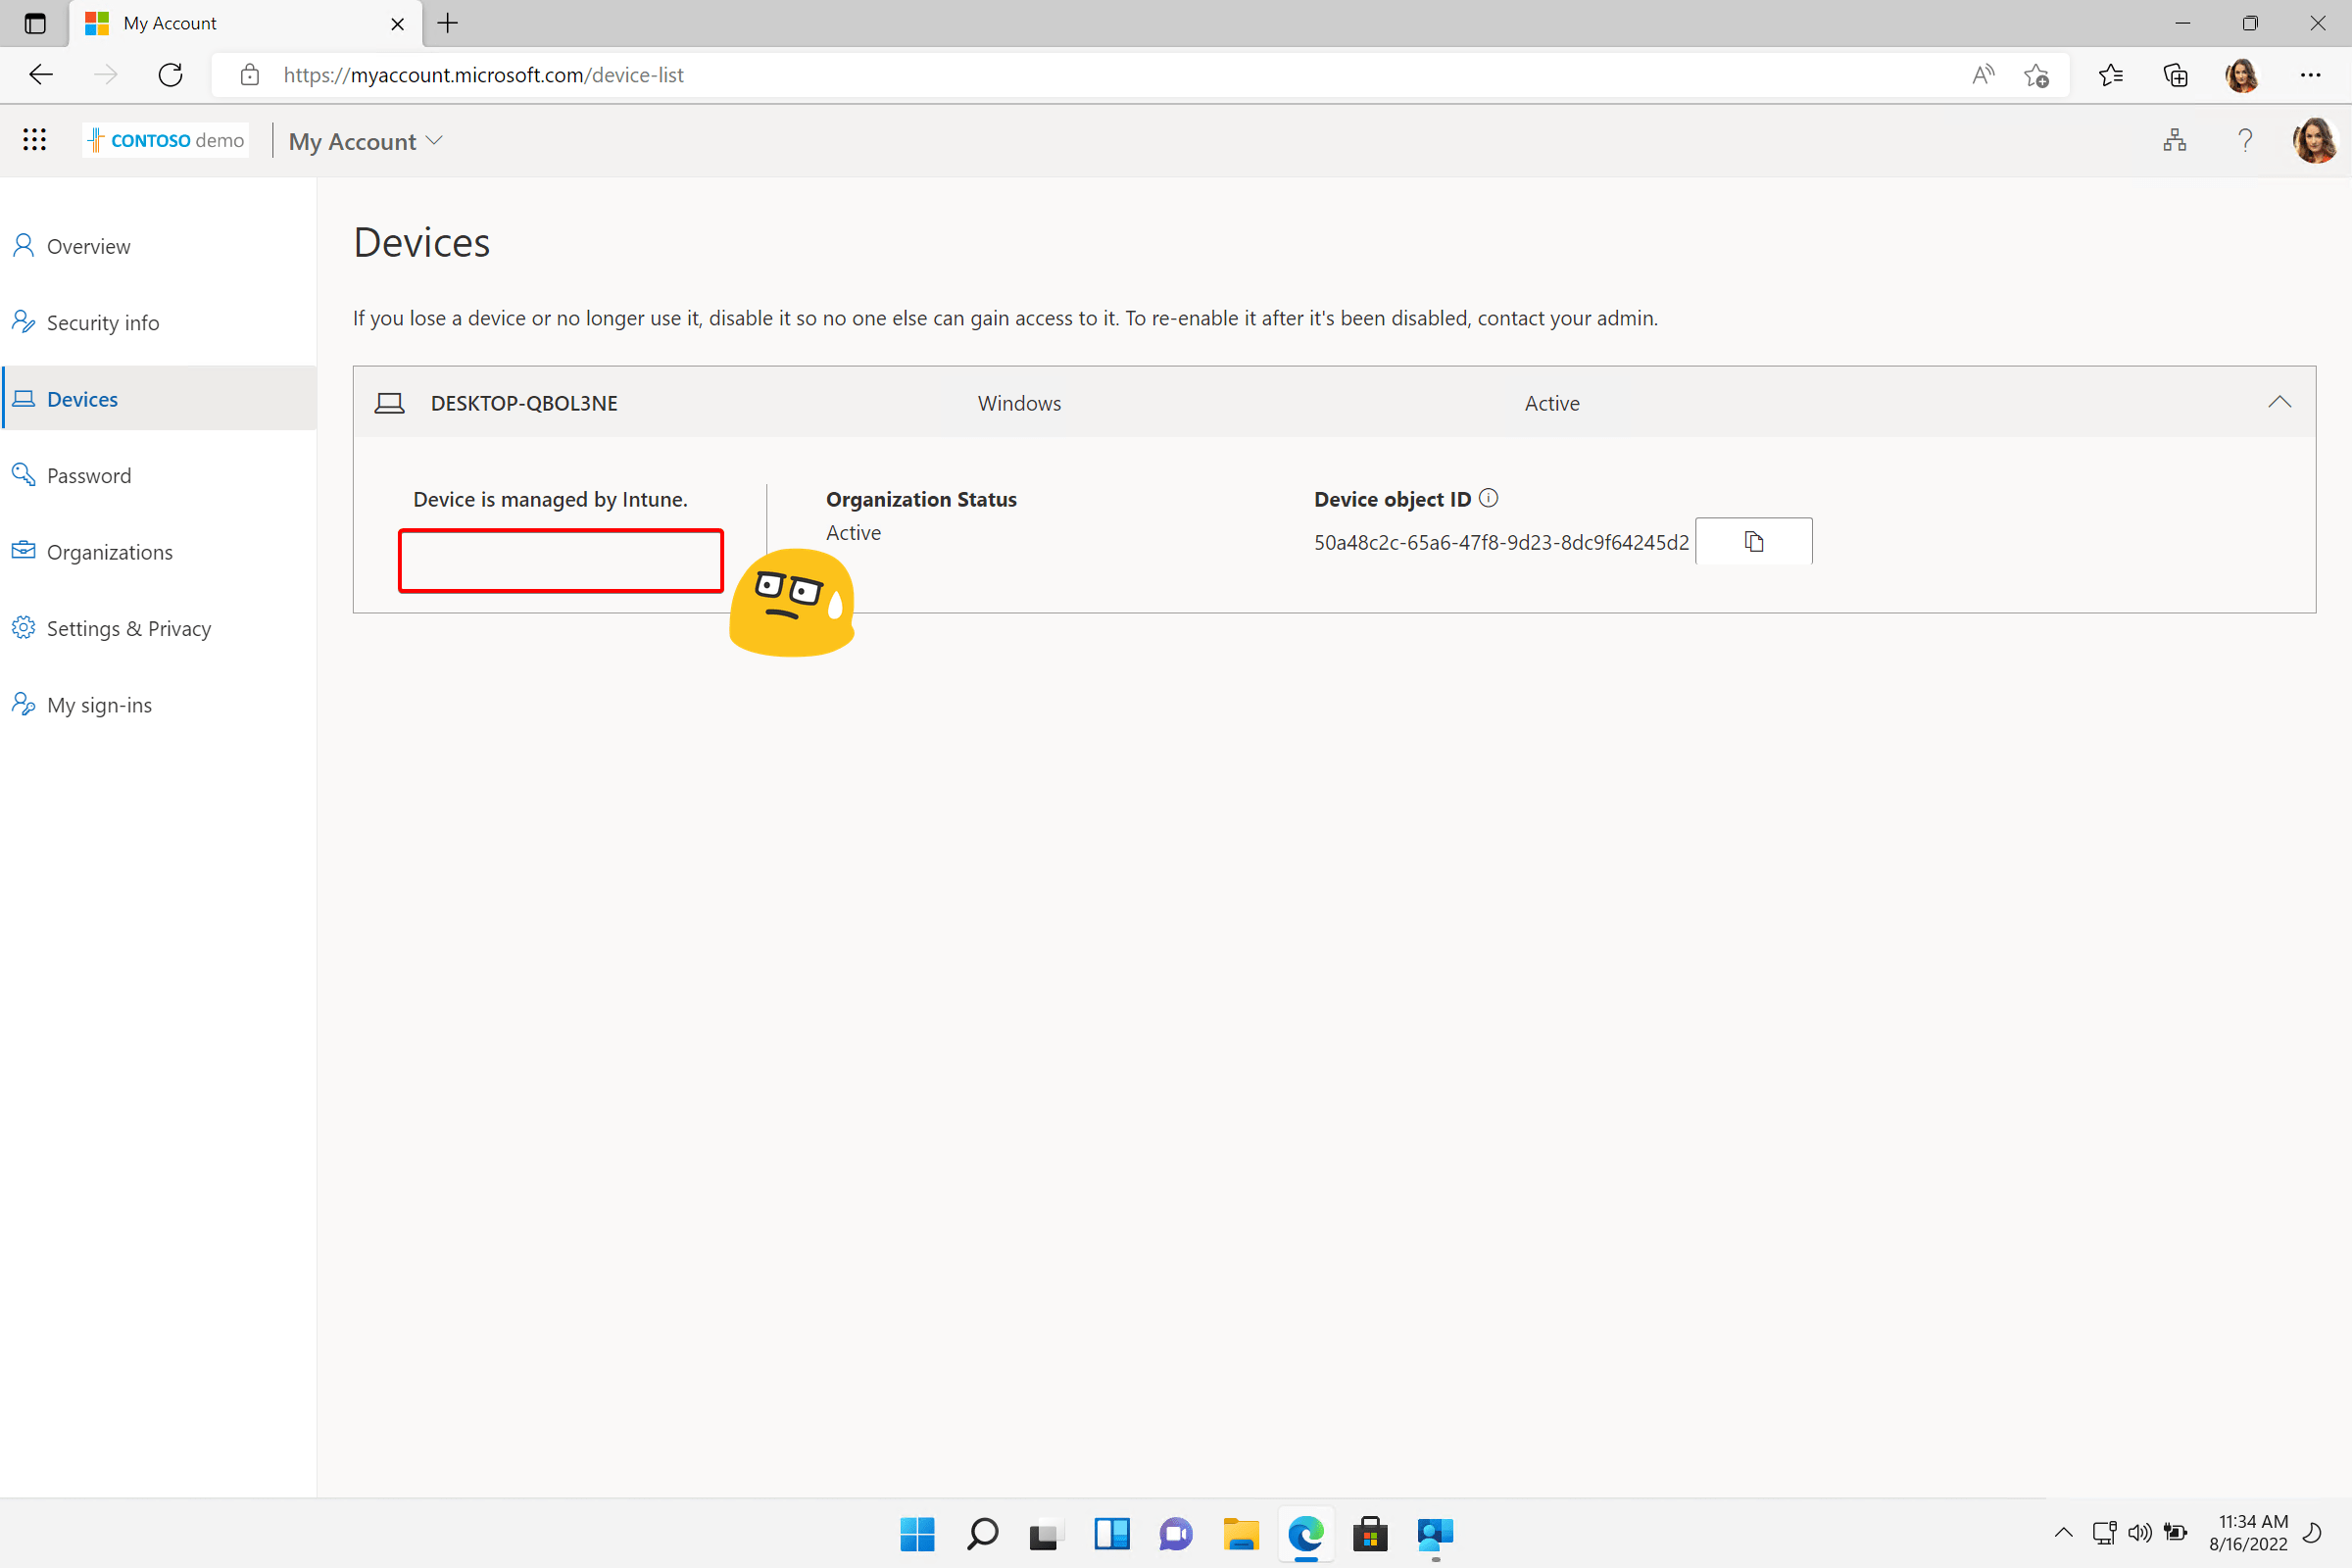 My Account
https://myaccount.microsoft.com/device-list
CONTOSO demo
My Account
Overview
Security info
Devices
Password
Organizations
Settings & Privacy
My sign-ins
Devices
If you lose a device or no longer use it, disable it so no one else can gain access to it. To re-enable it after it's been disabled, contact your admin.
DESKTOP-QBOL3NE Windows Active
Device is managed by Intune.
Organization Status
Active
Device object ID
50a48c2c-65a6-47f8-9d23-8dc9f64245d2
11:34 AM
8/16/2022